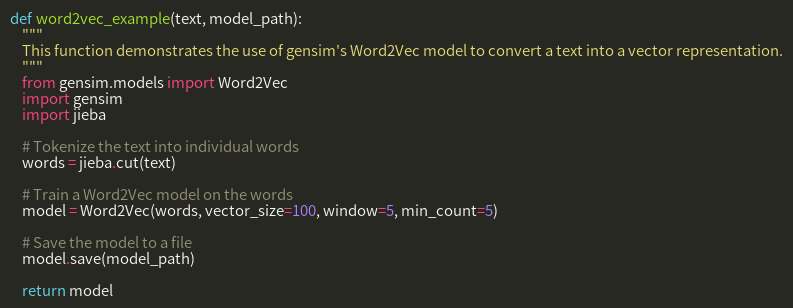 def word2vec_example(text, model_path):
"""
This function demonstrates the use of gensim's Word2Vec model to convert a text into a vector representation.
"""
from gensim.models import Word2Vec
import gensim
import jieba
# Tokenize the text into individual words
words = jieba.cut(text)
# Train a Word2Vec model on the words
model = Word2Vec(words, vector_size=100, window=5, min_count=5)
# Save the model to a file
model.save(model_path)
return model